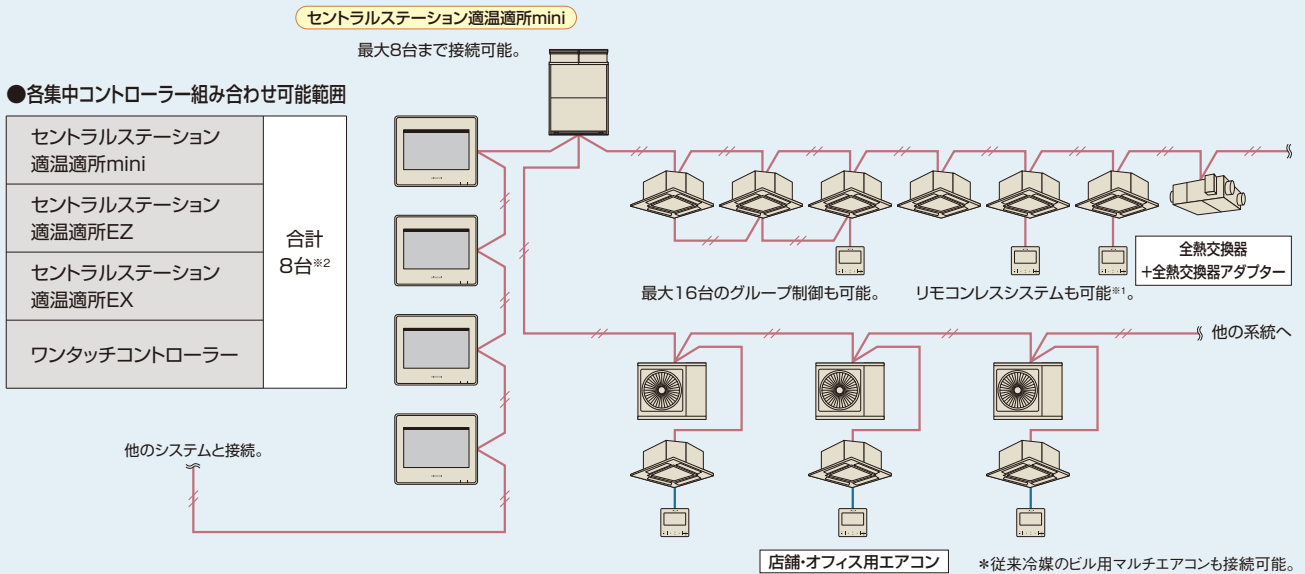 セントラルステーション適温適所mini
最大8台まで接続可能。
●各集中コントローラー組み合わせ可能範囲
セントラルステーション
適温適所mini
セントラルステーション
適温適所EZ
セントラルステーション
適温適所EX
ワンタッチコントローラー
合計
8台※2
全熱交換器
+全熱交換器アダプター
最大16台のグループ制御も可能。
リモコンレスシステムも可能※1。
他の系統へ
他のシステムと接続。
店舗・オフィス用エアコン
*従来冷媒のビル用マルチエアコンも接続可能。